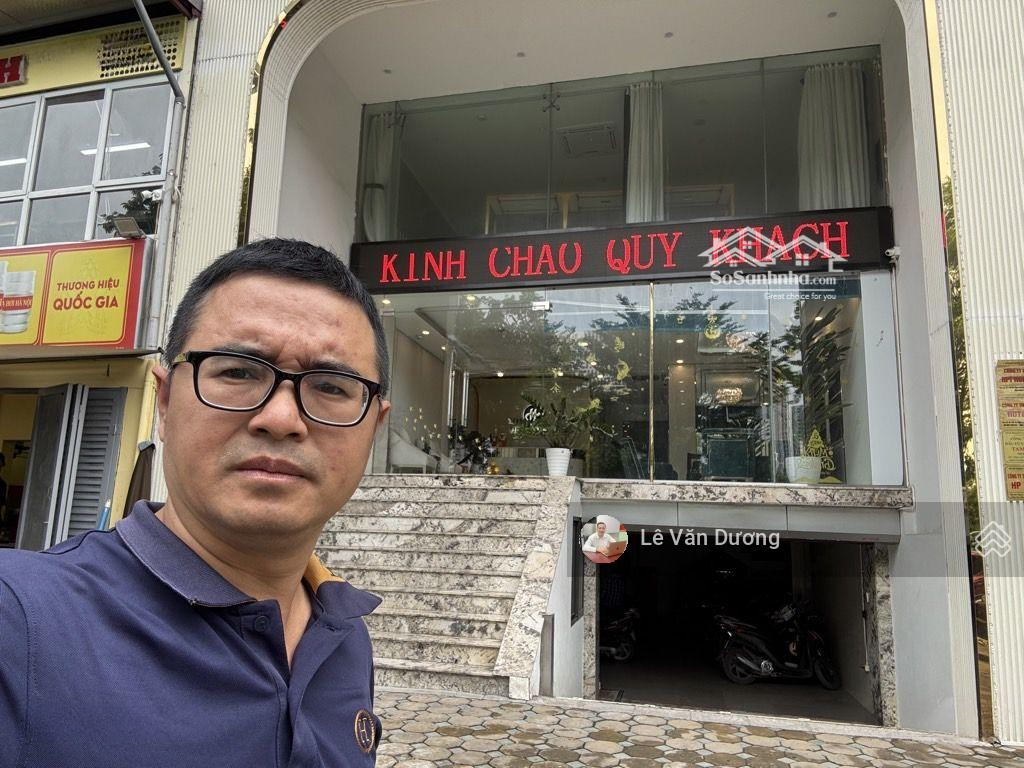 H
THƯƠNG HIỆU
QUỐC GIA
KINH CHAO QUY KHACH
SoSanhnha.com
Great choice for you
Lê Văn Dương